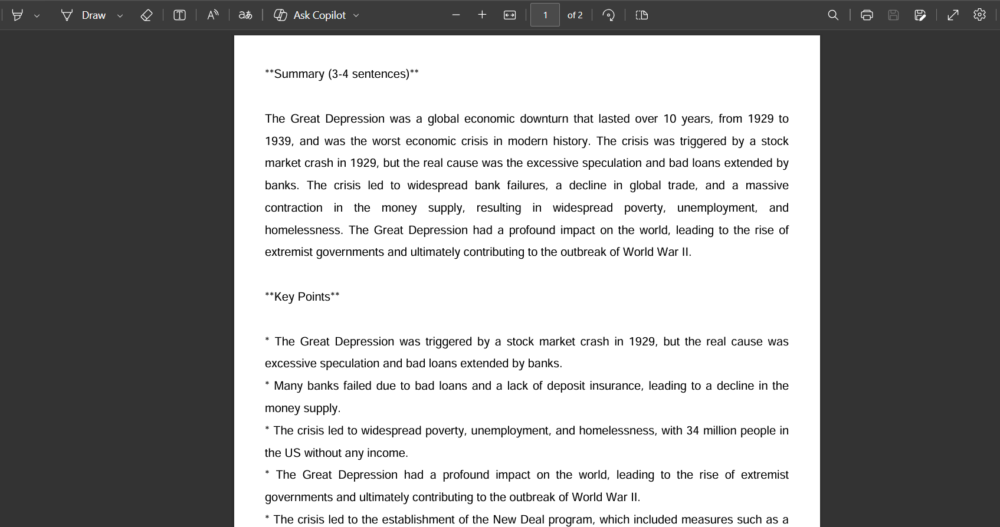 Draw
Ask Copilot
1 of 2
**Summary (3-4 sentences)**
The Great Depression was a global economic downturn that lasted over 10 years, from 1929 to
1939, and was the worst economic crisis in modern history. The crisis was triggered by a stock
market crash in 1929, but the real cause was the excessive speculation and bad loans extended by
banks. The crisis led to widespread bank failures, a decline in global trade, and a massive
contraction in the money supply, resulting in widespread poverty, unemployment, and
homelessness. The Great Depression had a profound impact on the world, leading to the rise of
extremist governments and ultimately contributing to the outbreak of World War II.
**Key Points**
* The Great Depression was triggered by a stock market crash in 1929, but the real cause was
excessive speculation and bad loans extended by banks.
* Many banks failed due to bad loans and a lack of deposit insurance, leading to a decline in the
money supply.
* The crisis led to widespread poverty, unemployment, and homelessness, with 34 million people in
the US without any income.
* The Great Depression had a profound impact on the world, leading to the rise of extremist
governments and ultimately contributing to the outbreak of World War II.
* The crisis led to the establishment of the New Deal program, which included measures such as a